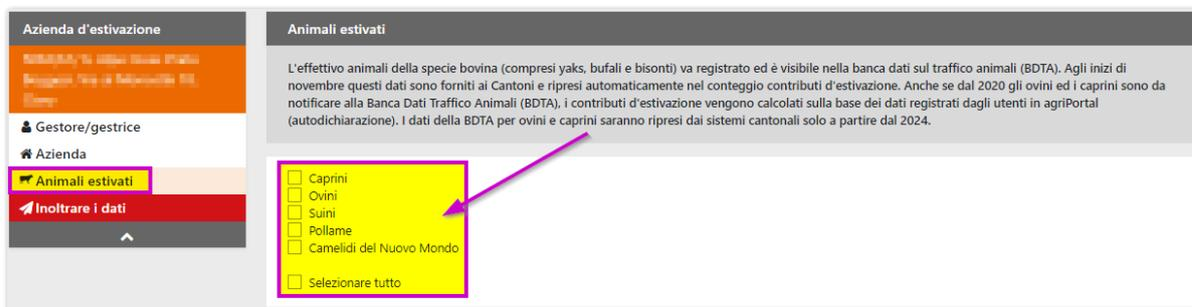 Azienda d'estivazione
Gestore/gestrice
Azienda
Animali estivati
Inoltrare i dati
Animali estivati
L'effettivo animali della specie bovina (compresi yaks, bufali e bisonti) va registrato ed è visibile nella banca dati sul traffico animali (BDTA). Agli inizi di
novembre questi dati sono forniti ai Cantoni e ripresi automaticamente nel conteggio contributi d'estivazione. Anche se dal 2020 gli ovini ed i caprini sono da
notificare alla Banca Dati Traffico Animali (BDTA), i contributi d'estivazione vengono calcolati sulla base dei dati registrati dagli utenti in agriPortal
(autodichiarazione). I dati della BDTA per ovini e caprini saranno ripresi dai sistemi cantonali solo a partire dal 2024.
Caprini
Ovini
Suini
Pollame
Camelidi del Nuovo Mondo
Selezionare tutto